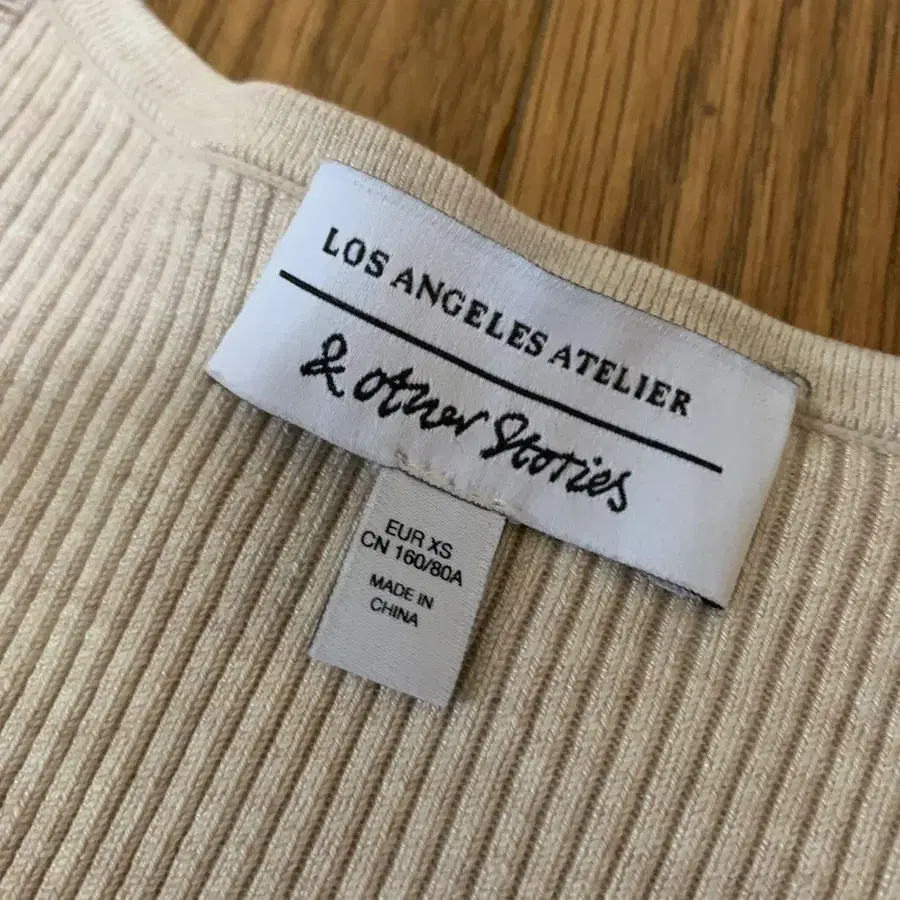 LOS ANGELES ATELIER
& other Stories
EUR XS
CN 160/80A
MADE IN
CHINA